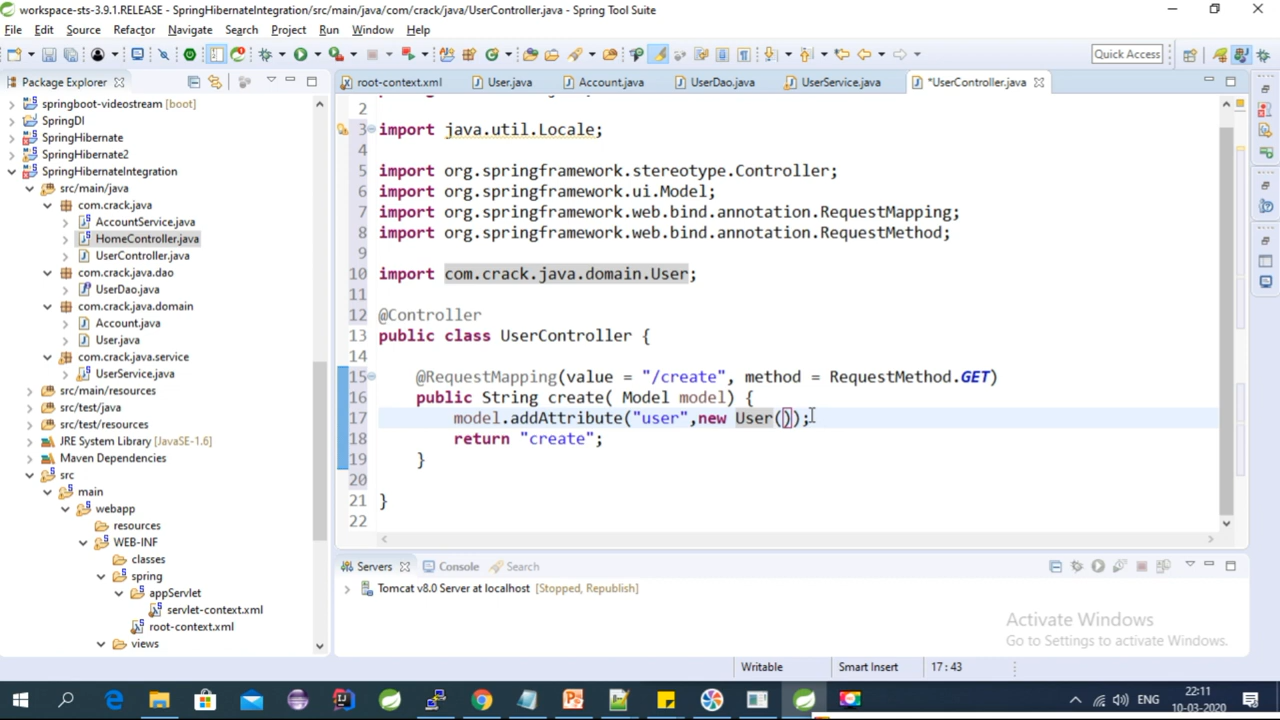 workspace-sts-3.9.1.RELEASE - SpringHibernateIntegration/src/main/java/com/crack/java/UserController.java - Spring Tool Suite
File Edit Source Refactor Navigate Search Project Run Window Help
Quick Access
Package Explorer
springboot-videostream [boot]
SpringDI
SpringHibernate
SpringHibernate2
SpringHibernateIntegration
src/main/java
com.crack.java
AccountService.java
HomeController.java
UserController.java
com.crack.java.dao
UserDao.java
com.crack.java.domain
Account.java
User.java
com.crack.java.service
UserService.java
src/main/resources
src/test/java
src/test/resources
JRE System Library [JavaSE-1.6]
Maven Dependencies
src
main
webapp
resources
WEB-INF
classes
spring
appServlet
servlet-context.xml
root-context.xml
views
root-context.xml User.java Account.java UserDao.java UserService.java *UserController.java
2
3 import java.util.Locale;
4
5 import org.springframework.stereotype.Controller;
6 import org.springframework.ui.Model;
7 import org.springframework.web.bind.annotation.RequestMapping;
8 import org.springframework.web.bind.annotation.RequestMethod;
9
10 import com.crack.java.domain.User;
11
12 @Controller
13 public class UserController {
14
15 @RequestMapping(value = "/create", method = RequestMethod.GET)
16 public String create( Model model) {
17 model.addAttribute("user",new User());
18 return "create";
19 }
20
21 }
22
Servers Console Search
Tomcat v8.0 Server at localhost [Stopped, Republish]
Activate Windows
Go to Settings to activate Windows.
Writable Smart Insert 17 : 43
ENG
22:11
10-03-2020